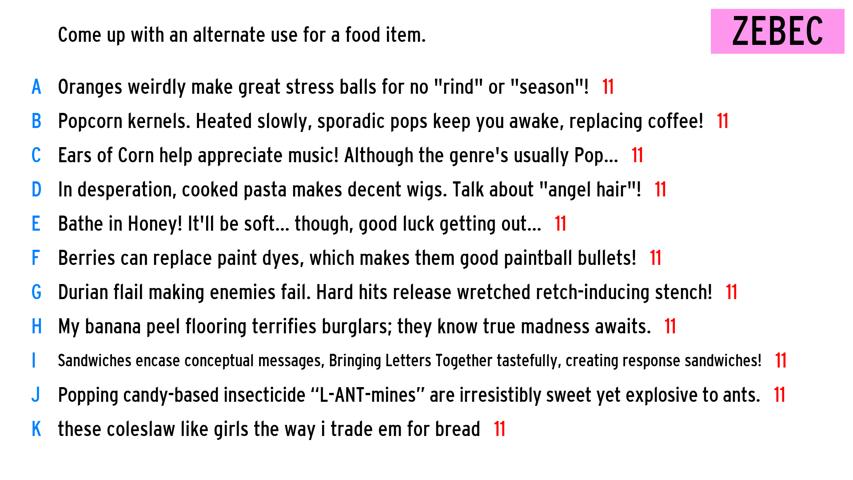 Come up with an alternate use for a food item.
ZEBEC
A Oranges weirdly make great stress balls for no "rind" or "season"! 11
B Popcorn kernels. Heated slowly, sporadic pops keep you awake, replacing coffee! 11
C Ears of Corn help appreciate music! Although the genre's usually Pop... 11
D In desperation, cooked pasta makes decent wigs. Talk about "angel hair"! 11
E Bathe in Honey! It'll be soft... though, good luck getting out... 11
F Berries can replace paint dyes, which makes them good paintball bullets! 11
G Durian flail making enemies fail. Hard hits release wretched retch-inducing stench! 11
H My banana peel flooring terrifies burglars; they know true madness awaits. 11
I Sandwiches encase conceptual messages, Bringing Letters Together tastefully, creating response sandwiches! 11
J Popping candy-based insecticide “L-ANT-mines” are irresistibly sweet yet explosive to ants. 11
K these coleslaw like girls the way i trade em for bread 11